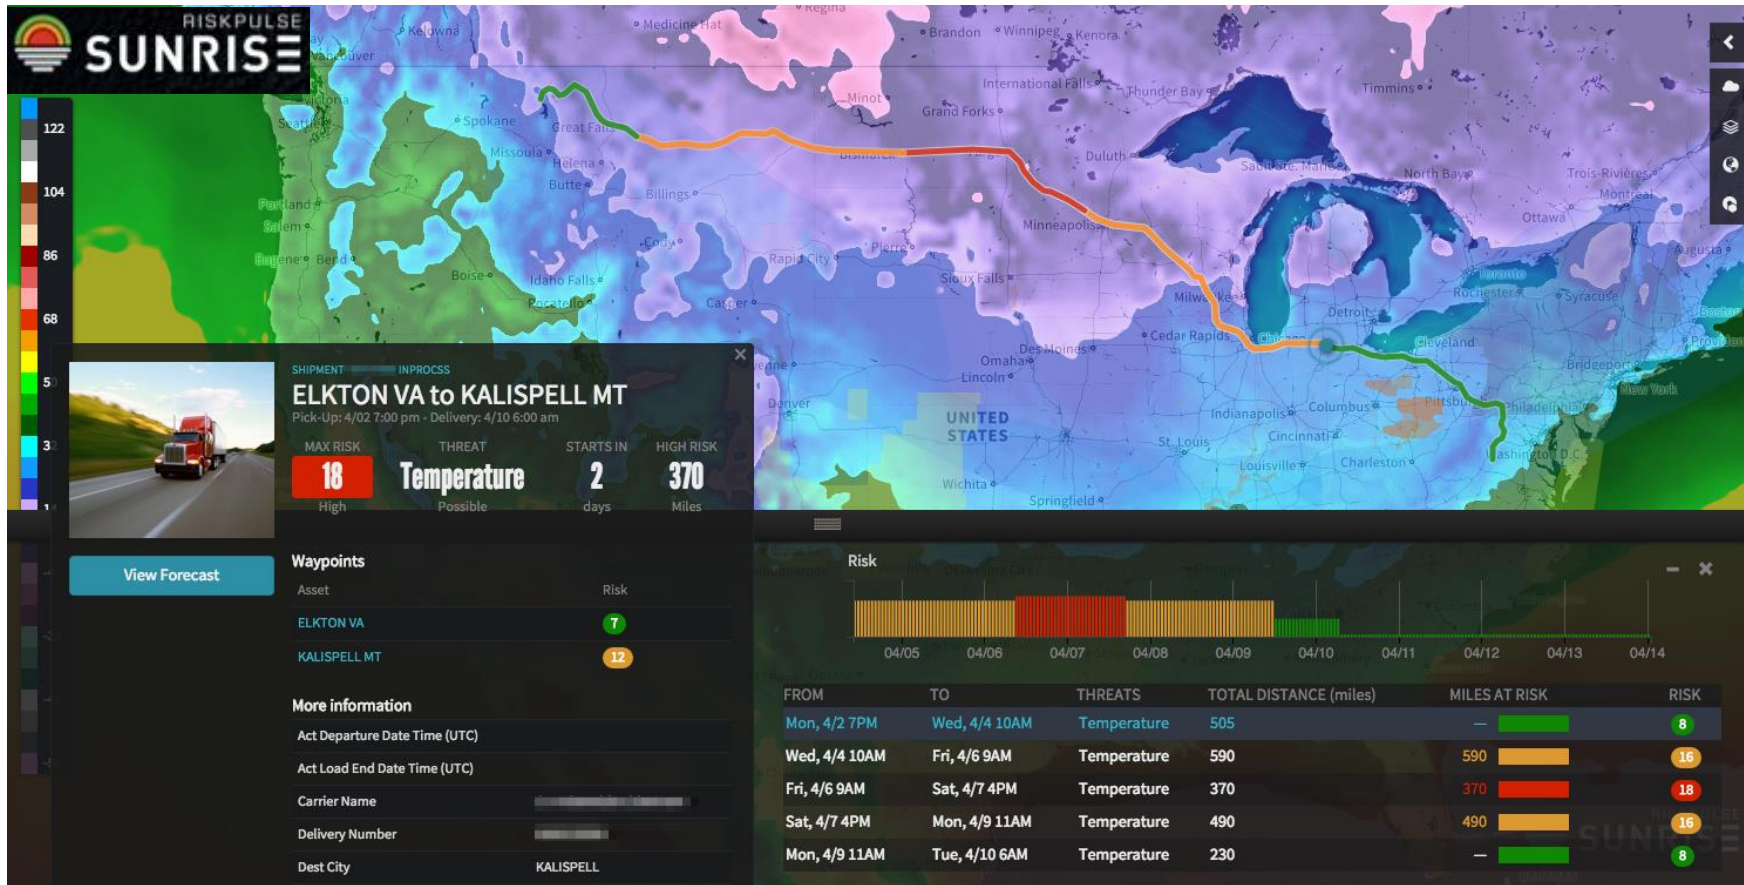 RISKPULSE
SUNRISE
Regina
Medicine Hat
Kelowna
Brandon
Winnipeg
Kenora
Vancouver
International Falls
Thunder Bay
Timmins
Victoria
Minot
Grand Forks
Seattle
Spokane
Great Falls
122
Missoula
Helena
Bismarck
Duluth
Sault Ste. Marie
North Bay
Trois-Rivières
Montreal
104
Butte
Billings
Portland
Salem
Minneapolis
Ottawa
86
Eugene
Bend
Cody
Rapid City
Pierre
Augusta
Boise
Idaho Falls
Sioux Falls
Toronto
Rochester
Syracuse
Pocatello
Casper
Milwaukee
Detroit
Boston
68
Cedar Rapids
Chicago
Cleveland
Des Moines
Omaha
Lincoln
Bridgeport
New York
Denver
Indianapolis
Columbus
Philadelphia
UNITED
STATES
St. Louis
Cincinnati
Louisville
Charleston
Washington D.C.
Wichita
Springfield
SHIPMENT INPROCSS
ELKTON VA to KALISPELL MT
Pick-Up: 4/02 7:00 pm - Delivery: 4/10 6:00 am
MAX RISK THREAT STARTS IN HIGH RISK
18 Temperature 2 370
High Possible days Miles
View Forecast
Waypoints
Asset Risk
ELKTON VA 7
KALISPELL MT 12
More information
Act Departure Date Time (UTC)
Act Load End Date Time (UTC)
Carrier Name
Delivery Number
Dest City KALISPELL
Risk
04/05 04/06 04/07 04/08 04/09 04/10 04/11 04/12 04/13 04/14
FROM TO THREATS TOTAL DISTANCE (miles) MILES AT RISK RISK
Mon, 4/2 7PM Wed, 4/4 10AM Temperature 505 — 8
Wed, 4/4 10AM Fri, 4/6 9AM Temperature 590 590 16
Fri, 4/6 9AM Sat, 4/7 4PM Temperature 370 370 18
Sat, 4/7 4PM Mon, 4/9 11AM Temperature 490 490 16
Mon, 4/9 11AM Tue, 4/10 6AM Temperature 230 — 8